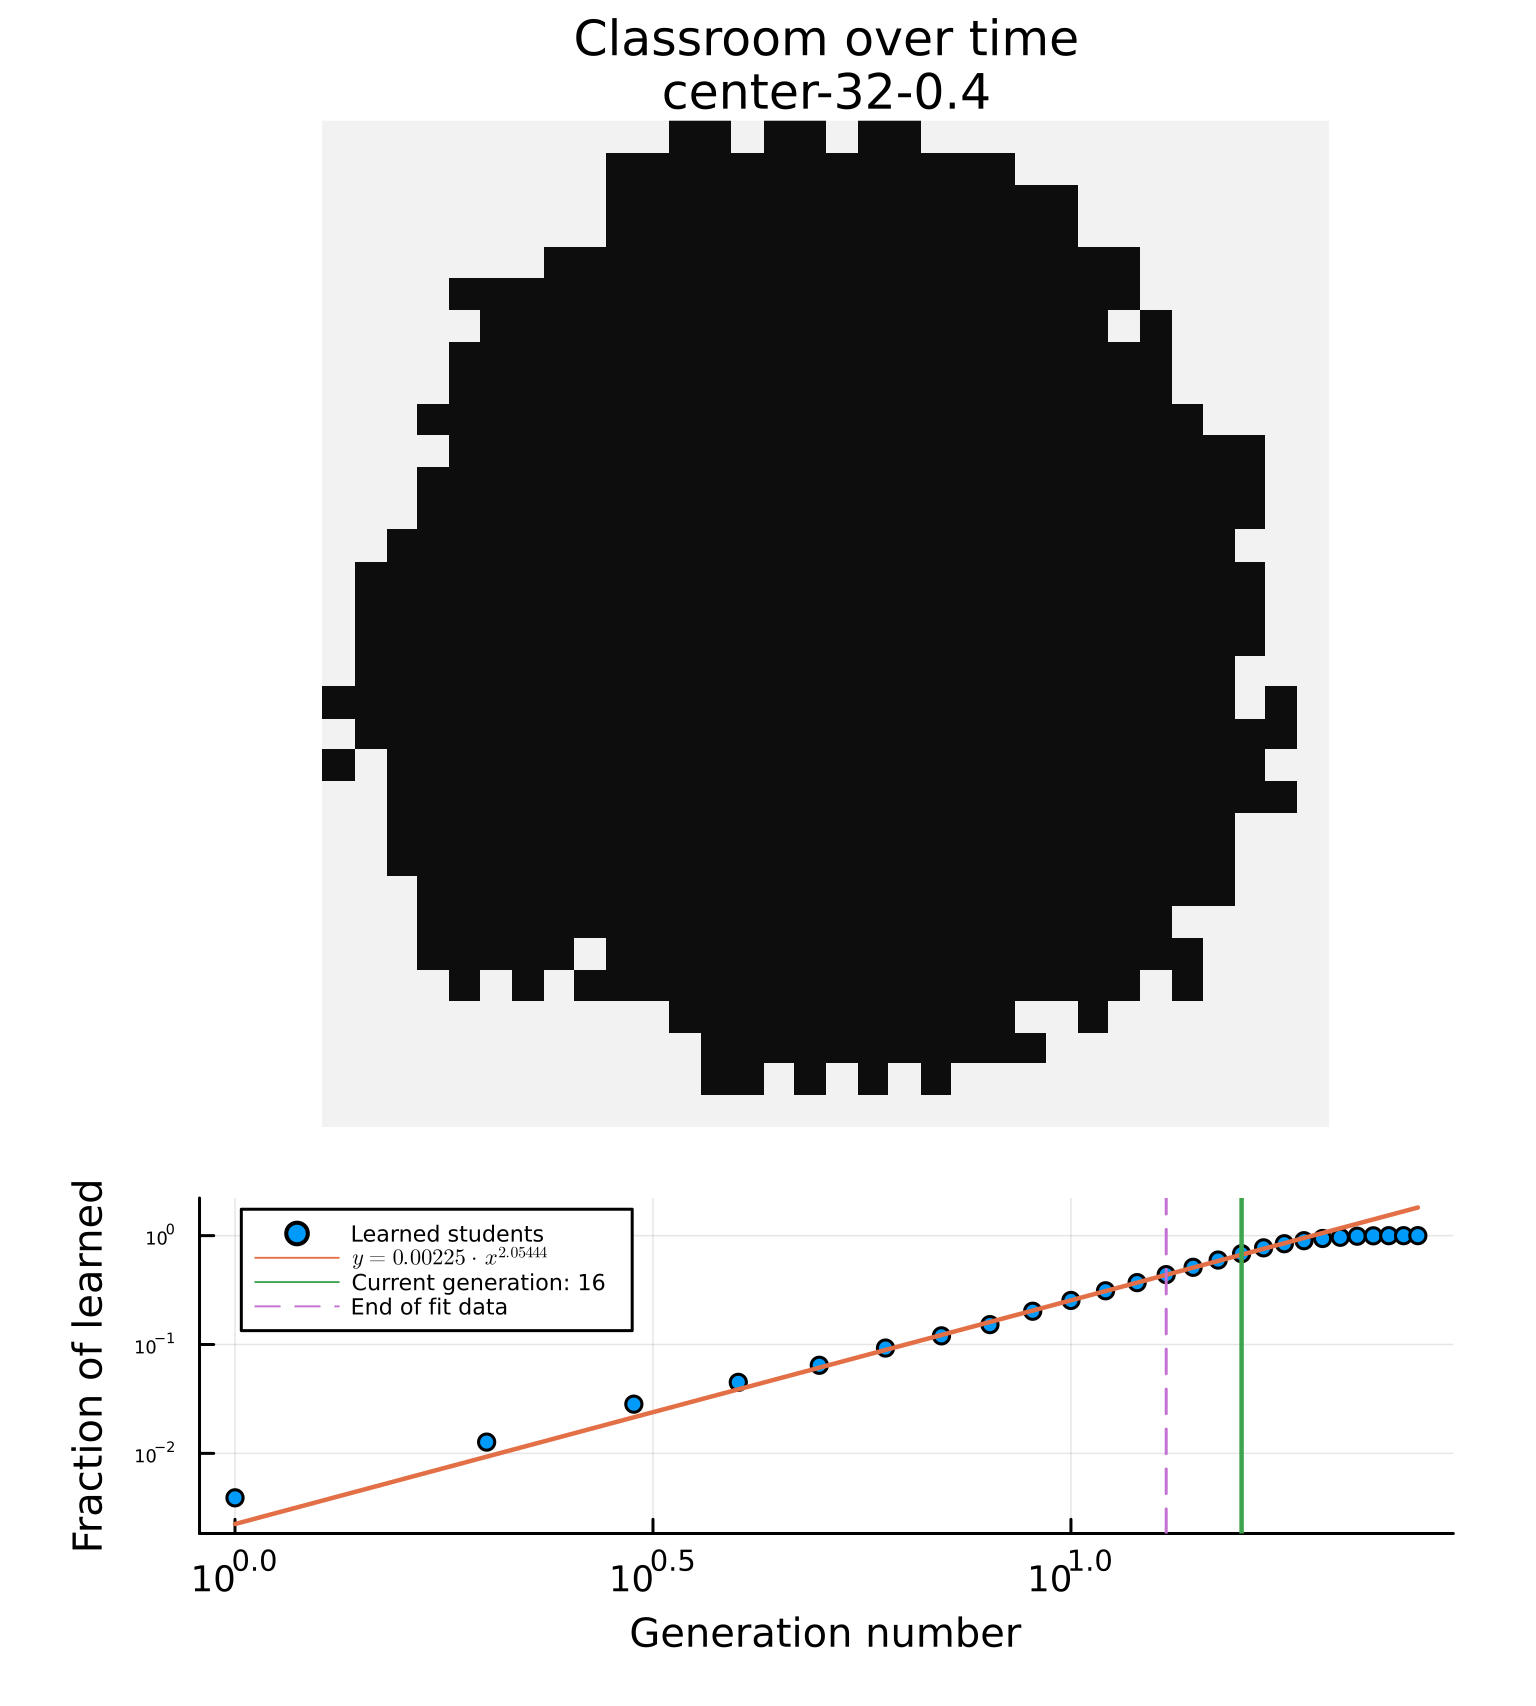 Classroom over time
center-32-0.4
Fraction of learned
10^0
10^−1
10^−2
Learned students
y = 0.00225 · x^2.05444
Current generation: 16
End of fit data
10^0.0
10^0.5
10^1.0
Generation number